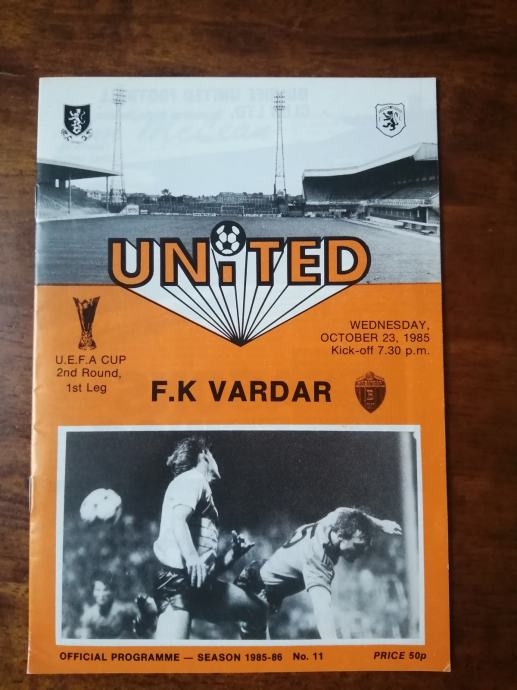 UNiTED
WEDNESDAY,
OCTOBER 23, 1985
Kick-off 7.30 p.m.
U.E.F.A CUP
2nd Round,
1st Leg
F.K VARDAR
OFFICIAL PROGRAMME — SEASON 1985-86 No. 11 PRICE 50p